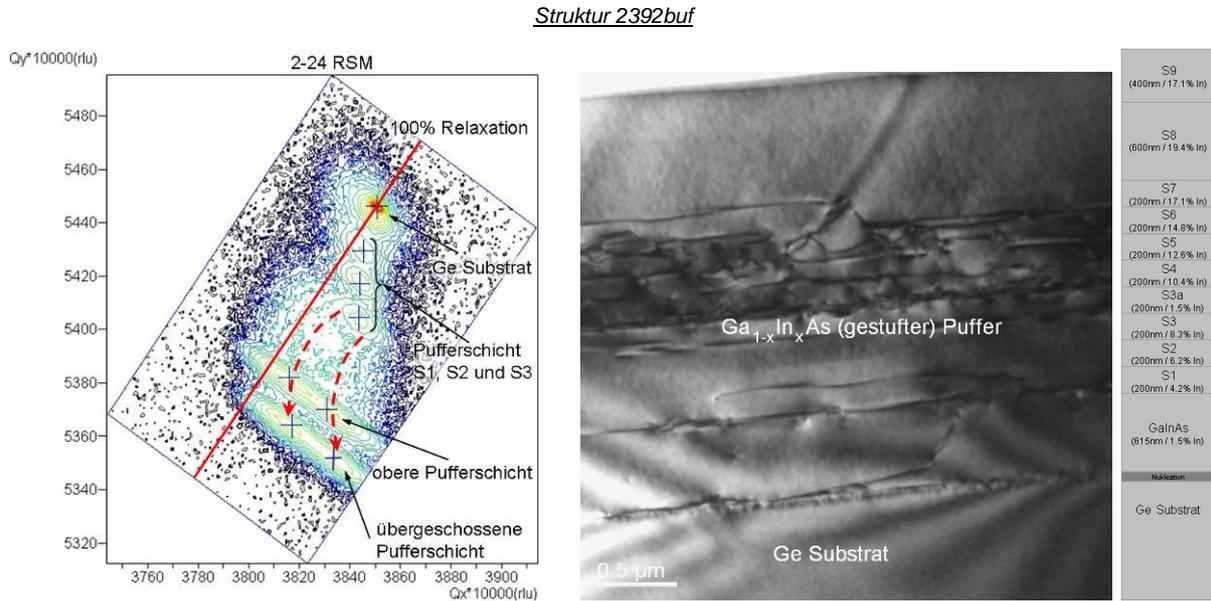 Struktur 2392buf
Qy*10000(rlu)
2-24 RSM
5480
5460
5440
5420
5400
5380
5360
5340
5320
100% Relaxation
Ge Substrat
Pufferschicht
S1, S2 und S3
obere Pufferschicht
übergeschossene
Pufferschicht
3760 3780 3800 3820 3840 3860 3880 3900
Qx*10000(rlu)
Ga1-xInxAs (gestufter) Puffer
Ge Substrat
0.5 µm
S9
(400nm / 17.1% In)
S8
(600nm / 19.4% In)
S7
(200nm / 17.1% In)
S6
(200nm / 14.8% In)
S5
(200nm / 12.6% In)
S4
(200nm / 10.4% In)
S3a
(200nm / 1.5% In)
S3
(200nm / 8.3% In)
S2
(200nm / 6.2% In)
S1
(200nm / 4.2% In)
GaInAs
(615nm / 1.5% In)
Nukleation
Ge Substrat